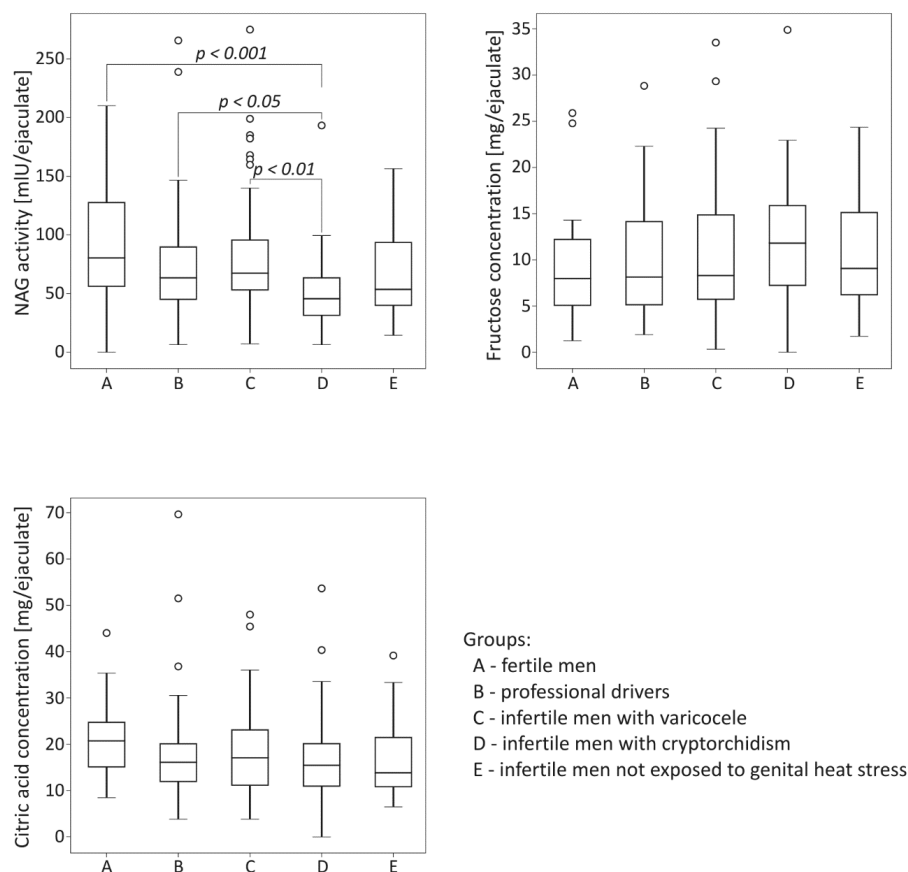 NAG activity [mIU/ejaculate]
250
200
150
100
50
0
p < 0.001
p < 0.05
p < 0.01
A B C D E
Fructose concentration [mg/ejaculate]
35
30
25
20
15
10
5
0
A B C D E
Citric acid concentration [mg/ejaculate]
70
60
50
40
30
20
10
0
A B C D E
Groups:
A - fertile men
B - professional drivers
C - infertile men with varicocele
D - infertile men with cryptorchidism
E - infertile men not exposed to genital heat stress